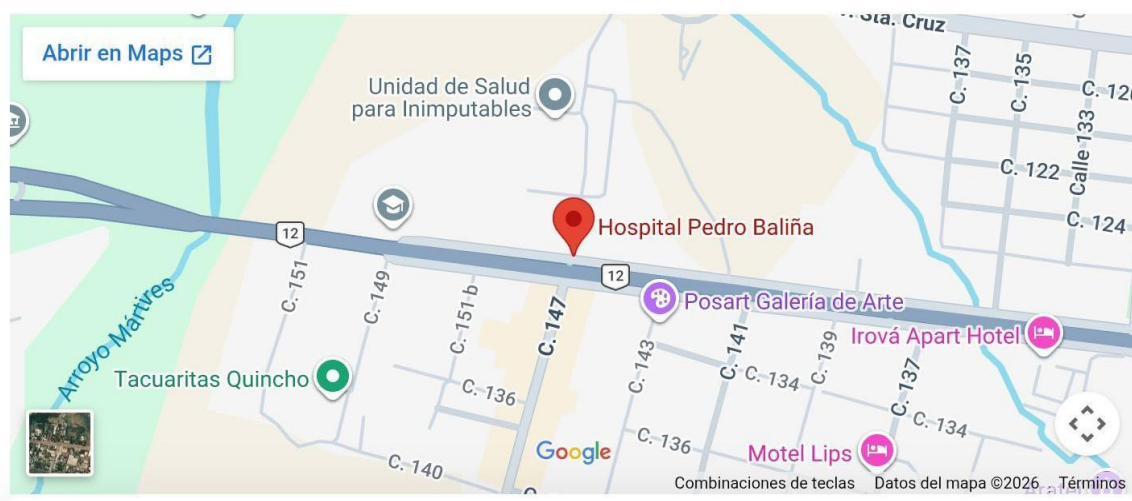 Abrir en Maps
Sta. Cruz
Unidad de Salud
para Inimputables
C. 137
C. 135
Calle 133
C. 122
C. 124
12
Hospital Pedro Baliña
12
C. 151
C. 149
C. 151 b
C. 147
Posart Galería de Arte
Irová Apart Hotel
Arroyo Mártires
C. 143
C. 141
C. 139
C. 137
C. 134
Tacuaritas Quincho
C. 136
C. 134
C. 136
Motel Lips
C. 140
Google
Combinaciones de teclas
Datos del mapa ©2026
Términos